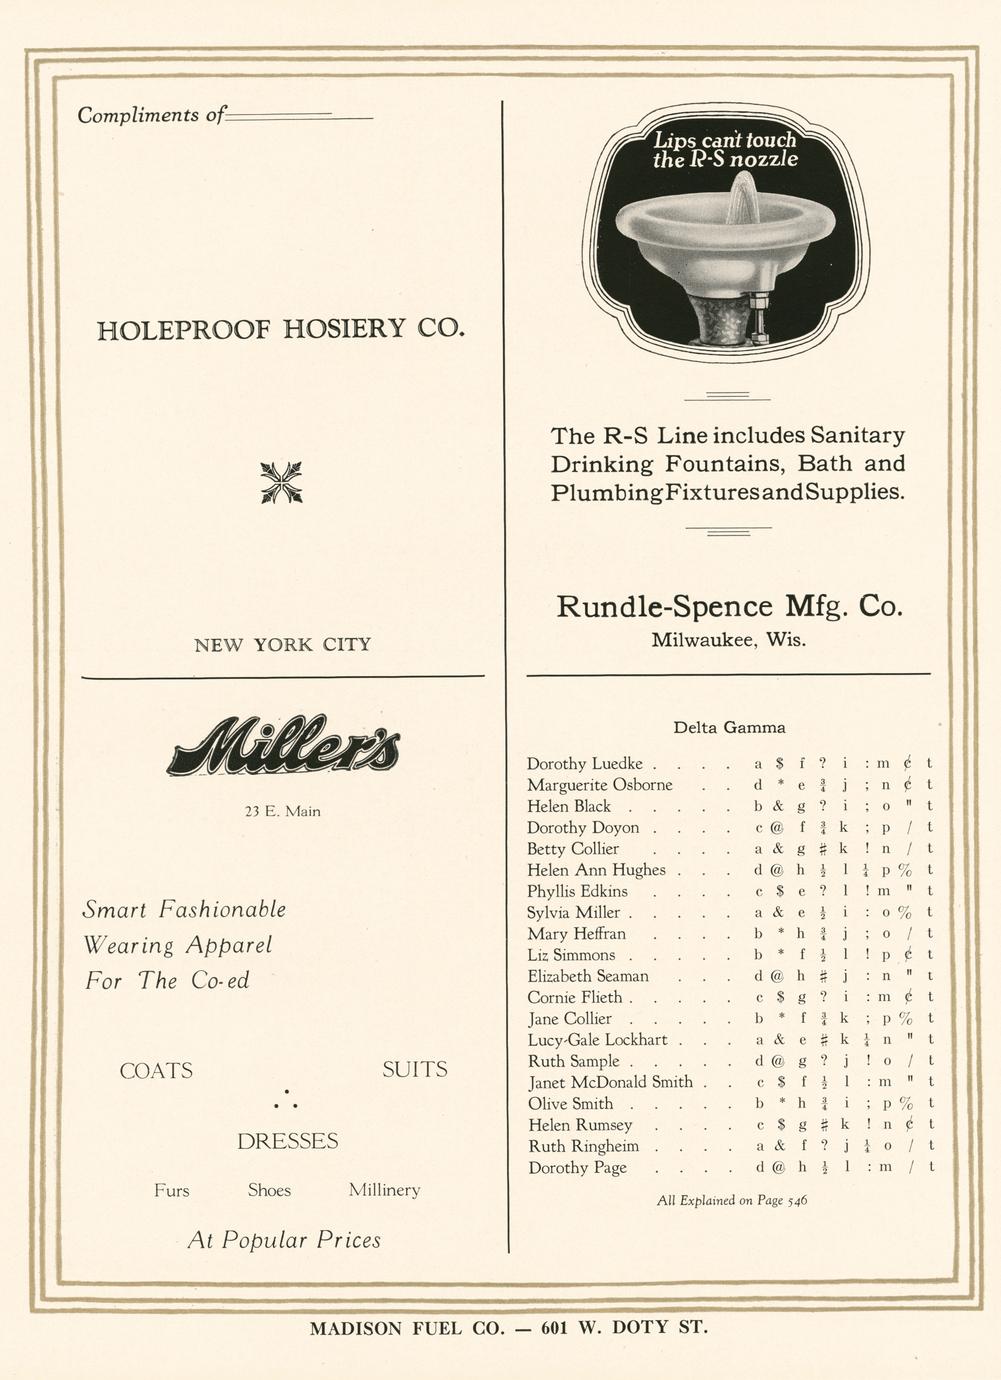 Compliments of
HOLEPROOF HOSIERY CO.
NEW YORK CITY
Miller's
23 E. Main
Smart Fashionable
Wearing Apparel
For The Co-ed
COATS SUITS
DRESSES
Furs Shoes Millinery
At Popular Prices
Lips can't touch
the R-S nozzle
The R-S Line includes Sanitary
Drinking Fountains, Bath and
Plumbing Fixtures and Supplies.
Rundle-Spence Mfg. Co.
Milwaukee, Wis.
Delta Gamma
Dorothy Luedke . . . . a $ f ? i : m ¢ t
Marguerite Osborne . . d * e ¾ j ; n ¢ t
Helen Black . . . . . b & g ? i ; o " t
Dorothy Doyon . . . . c @ f ¾ k ; p / t
Betty Collier . . . . a & g # k ! n / t
Helen Ann Hughes . . . d @ h ½ l ¼ p % t
Phyllis Edkins . . . . c $ e ? l ! m " t
Sylvia Miller . . . . . a & e ½ i : o % t
Mary Heffran . . . . b * h ¾ j ; o / t
Liz Simmons . . . . . b * f ½ l ! p ¢ t
Elizabeth Seaman . . . d @ h # j : n " t
Cornie Flieth . . . . . c $ g ? i : m ¢ t
Jane Collier . . . . . b * f ¾ k ; p % t
Lucy-Gale Lockhart . . . a & e # k ¼ n " t
Ruth Sample . . . . . d @ g ? j ! o / t
Janet McDonald Smith . . c $ f ½ l : m " t
Olive Smith . . . . . b * h ¾ i ; p % t
Helen Rumsey . . . . c $ g # k ! n ¢ t
Ruth Ringheim . . . . a & f ? j ¼ o / t
Dorothy Page . . . . d @ h ½ l : m / t
All Explained on Page 546
MADISON FUEL CO. — 601 W. DOTY ST.